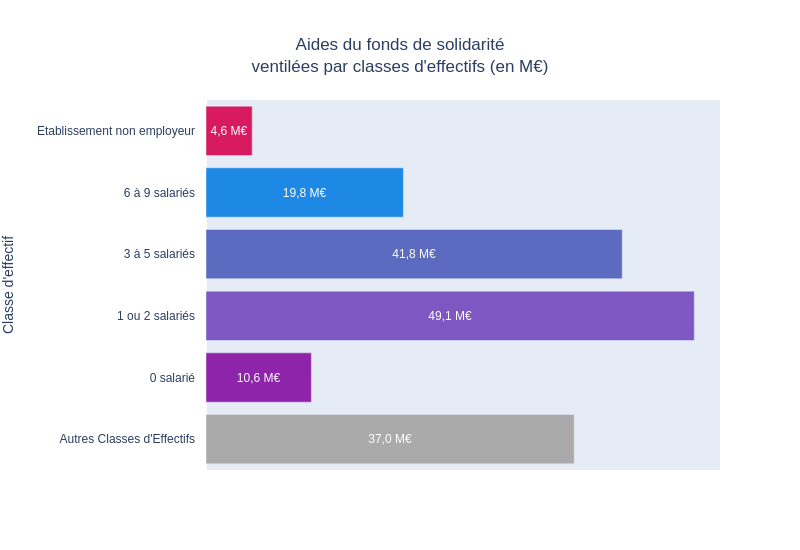 Aides du fonds de solidarité
ventilées par classes d'effectifs (en M€)
Classe d'effectif
Etablissement non employeur
4,6 M€
6 à 9 salariés
19,8 M€
3 à 5 salariés
41,8 M€
1 ou 2 salariés
49,1 M€
0 salarié
10,6 M€
Autres Classes d'Effectifs
37,0 M€